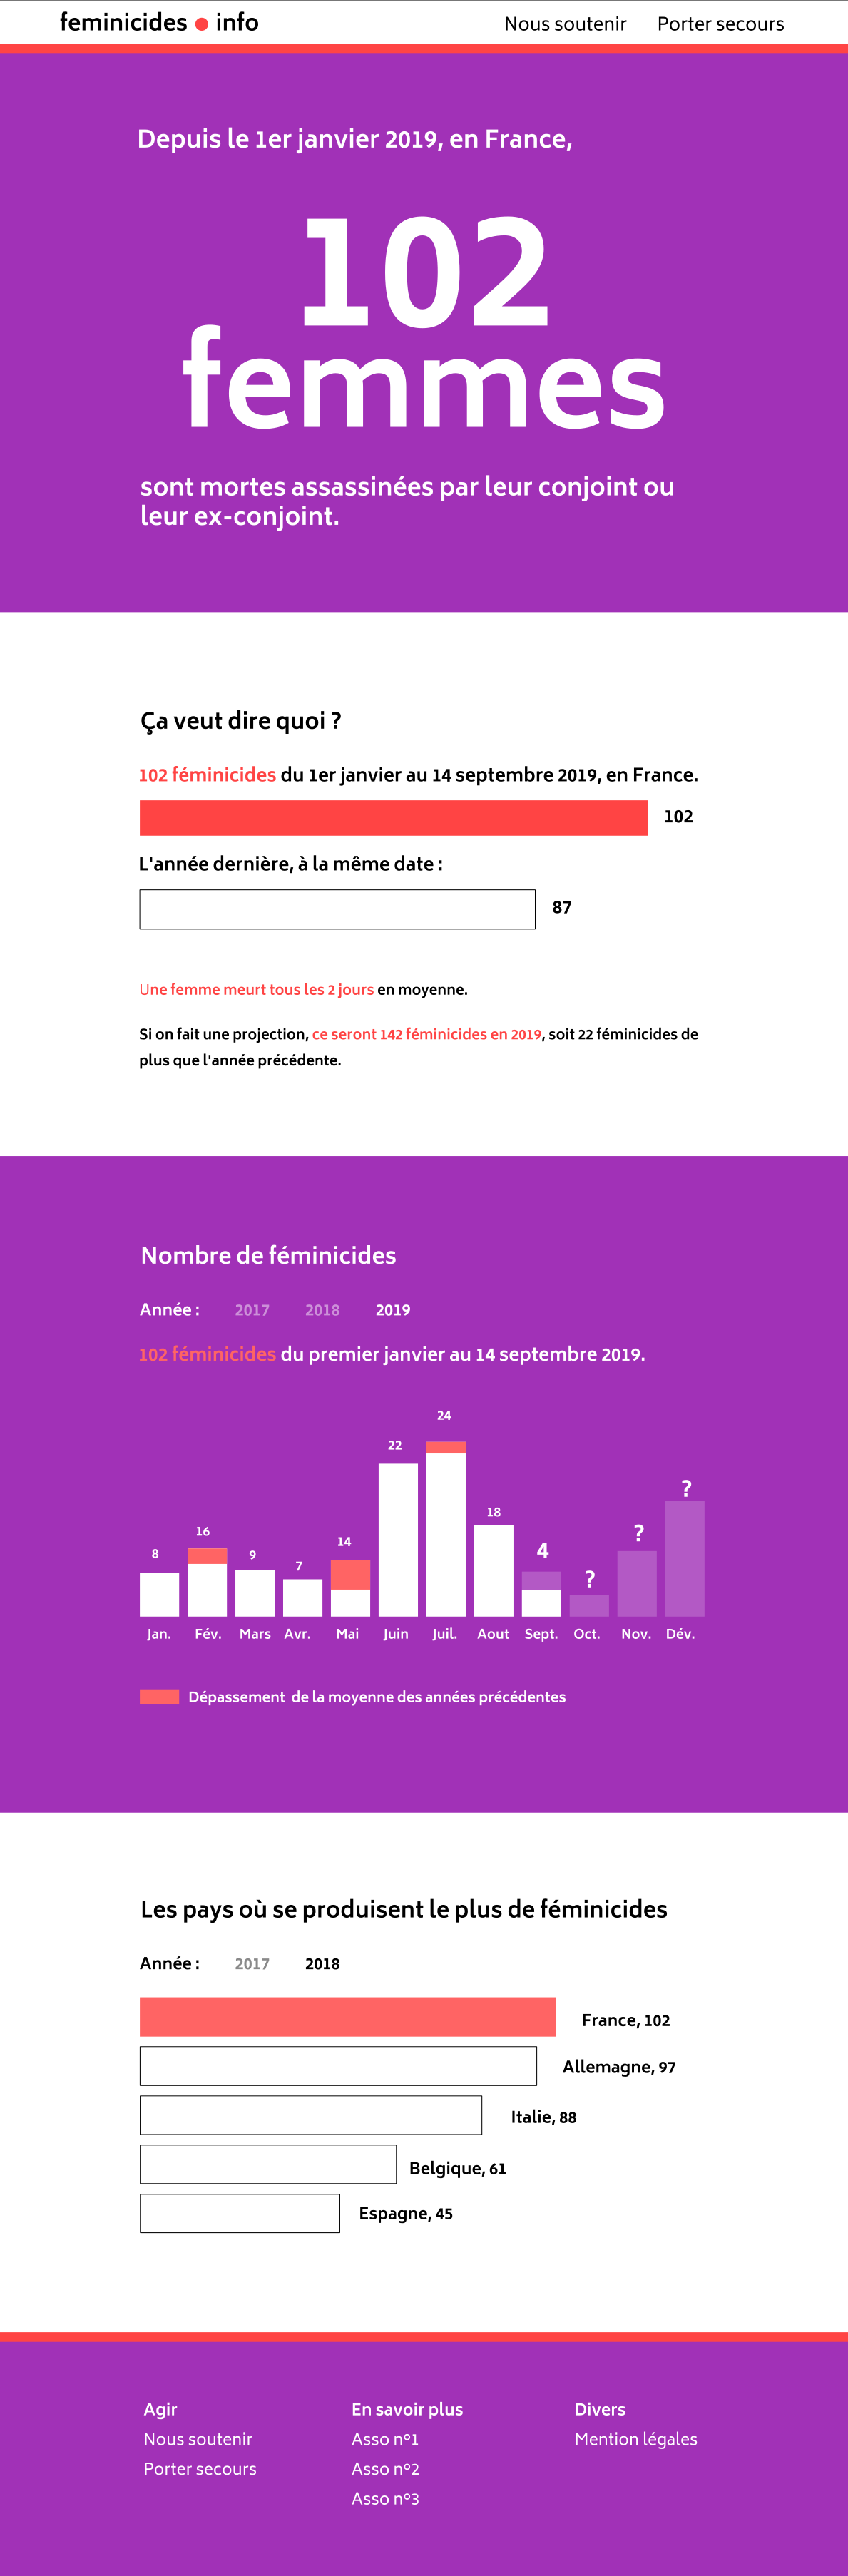 feminicides ● info
Nous soutenir
Porter secours
Depuis le 1er janvier 2019, en France,
102
femmes
sont mortes assassinées par leur conjoint ou
leur ex-conjoint.
Ça veut dire quoi ?
102 féminicides du 1er janvier au 14 septembre 2019, en France.
102
L'année dernière, à la même date :
87
Une femme meurt tous les 2 jours en moyenne.
Si on fait une projection, ce seront 142 féminicides en 2019, soit 22 féminicides de
plus que l'année précédente.
Nombre de féminicides
Année : 2017 2018 2019
102 féminicides du premier janvier au 14 septembre 2019.
8 16 9 7 14 22 24 18 4 ? ? ?
Jan. Fév. Mars Avr. Mai Juin Juil. Aout Sept. Oct. Nov. Dév.
Dépassement de la moyenne des années précédentes
Les pays où se produisent le plus de féminicides
Année : 2017 2018
France, 102
Allemagne, 97
Italie, 88
Belgique, 61
Espagne, 45
Agir
Nous soutenir
Porter secours
En savoir plus
Asso n°1
Asso n°2
Asso n°3
Divers
Mention légales